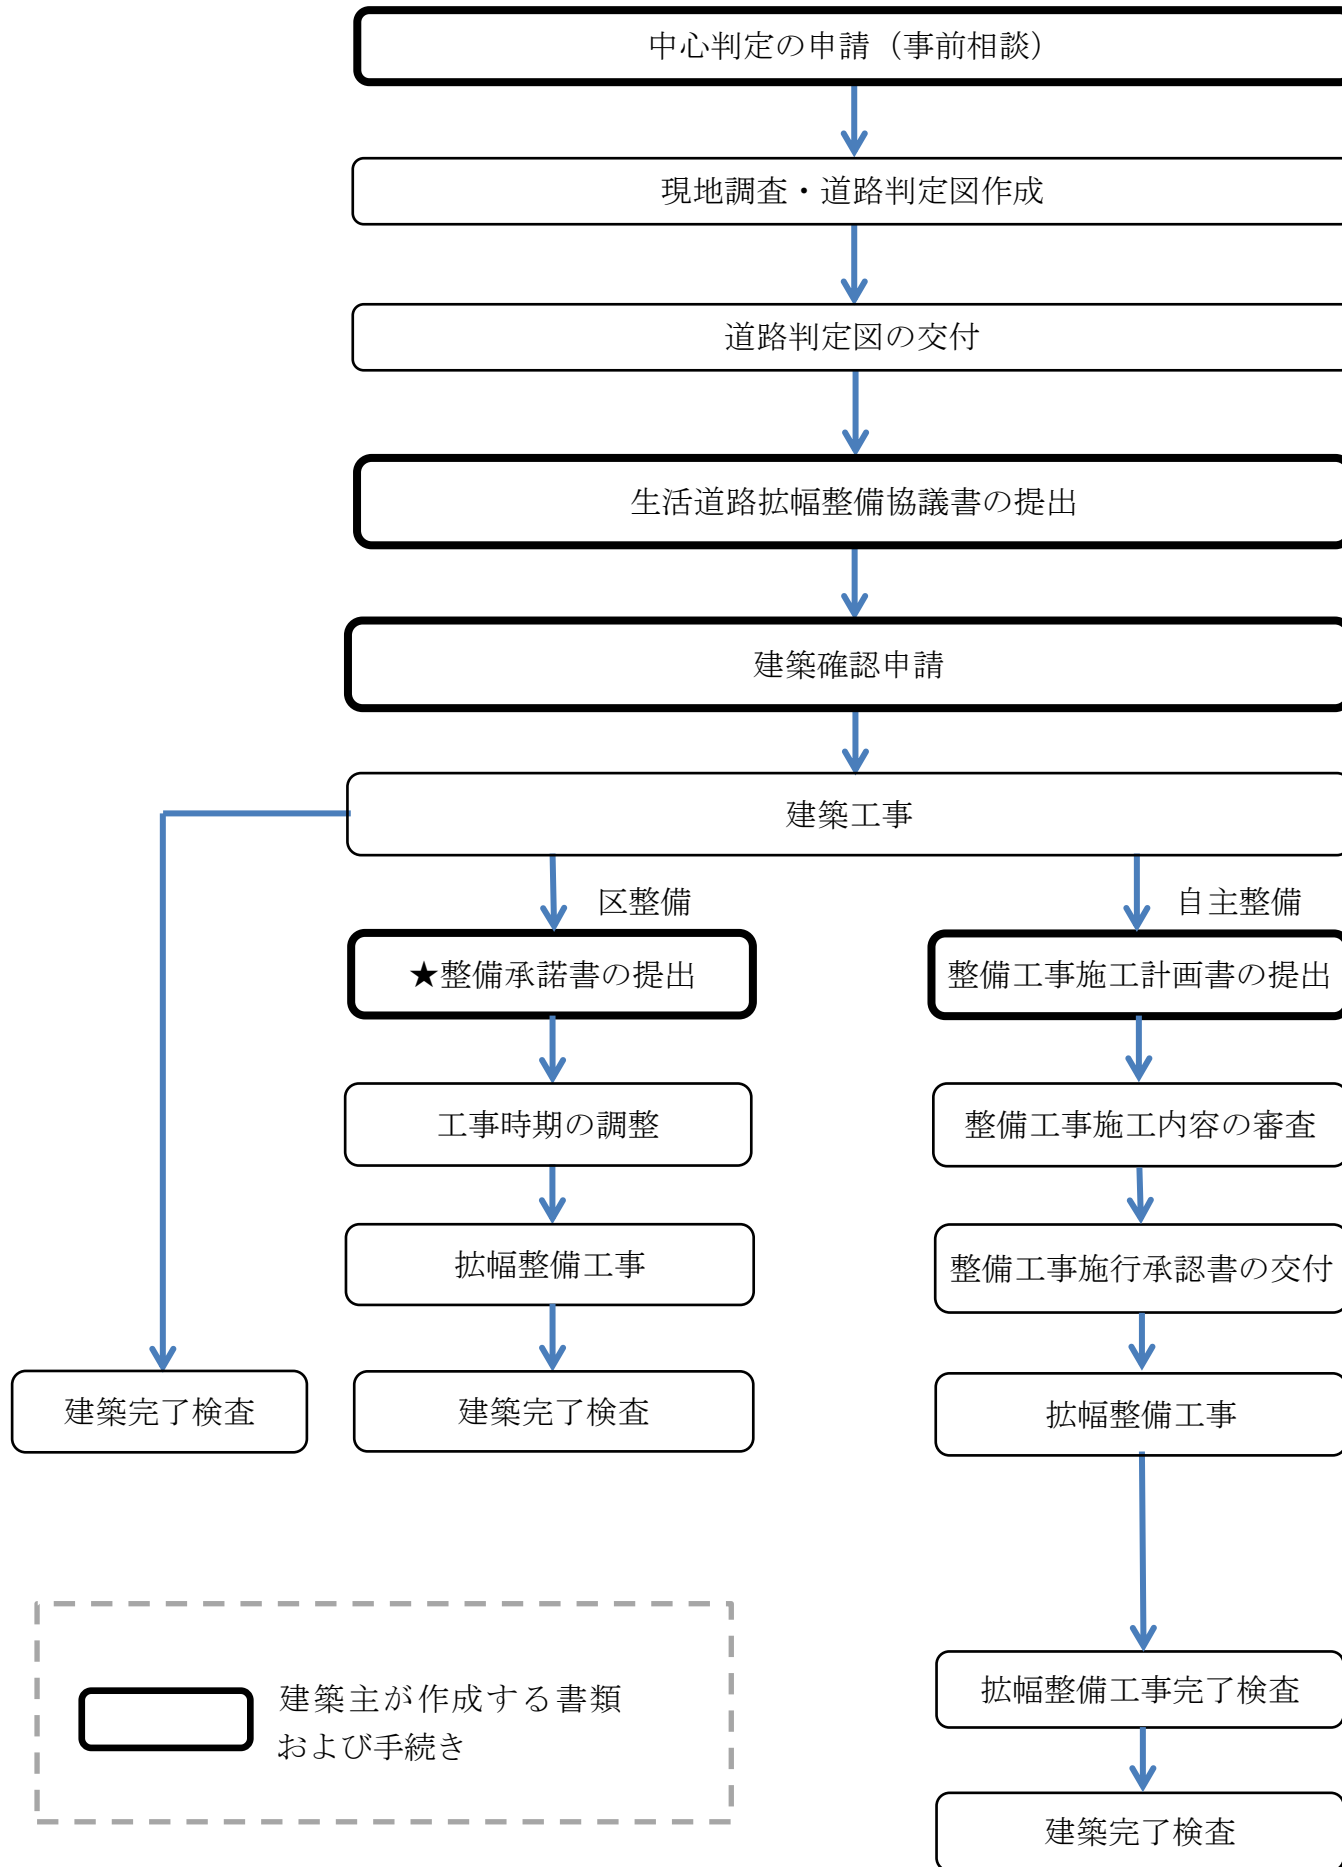 中心判定の申請（事前相談）
現地調査・道路判定図作成
道路判定図の交付
生活道路拡幅整備協議書の提出
建築確認申請
建築工事
区整備
自主整備
★整備承諾書の提出
整備工事施工計画書の提出
工事時期の調整
整備工事施工内容の審査
拡幅整備工事
整備工事施行承認書の交付
建築完了検査
建築完了検査
拡幅整備工事
拡幅整備工事完了検査
建築主が作成する書類
および手続き
建築完了検査